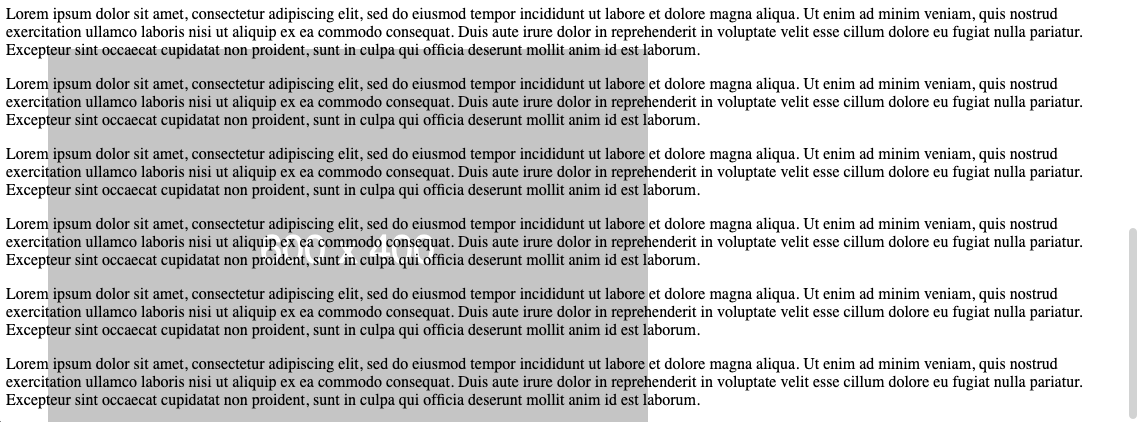 Lorem ipsum dolor sit amet, consectetur adipiscing elit, sed do eiusmod tempor incididunt ut labore et dolore magna aliqua. Ut enim ad minim veniam, quis nostrud
exercitation ullamco laboris nisi ut aliquip ex ea commodo consequat. Duis aute irure dolor in reprehenderit in voluptate velit esse cillum dolore eu fugiat nulla pariatur.
Excepteur sint occaecat cupidatat non proident, sunt in culpa qui officia deserunt mollit anim id est laborum.
Lorem ipsum dolor sit amet, consectetur adipiscing elit, sed do eiusmod tempor incididunt ut labore et dolore magna aliqua. Ut enim ad minim veniam, quis nostrud
exercitation ullamco laboris nisi ut aliquip ex ea commodo consequat. Duis aute irure dolor in reprehenderit in voluptate velit esse cillum dolore eu fugiat nulla pariatur.
Excepteur sint occaecat cupidatat non proident, sunt in culpa qui officia deserunt mollit anim id est laborum.
Lorem ipsum dolor sit amet, consectetur adipiscing elit, sed do eiusmod tempor incididunt ut labore et dolore magna aliqua. Ut enim ad minim veniam, quis nostrud
exercitation ullamco laboris nisi ut aliquip ex ea commodo consequat. Duis aute irure dolor in reprehenderit in voluptate velit esse cillum dolore eu fugiat nulla pariatur.
Excepteur sint occaecat cupidatat non proident, sunt in culpa qui officia deserunt mollit anim id est laborum.
Lorem ipsum dolor sit amet, consectetur adipiscing elit, sed do eiusmod tempor incididunt ut labore et dolore magna aliqua. Ut enim ad minim veniam, quis nostrud
exercitation ullamco laboris nisi ut aliquip ex ea commodo consequat. Duis aute irure dolor in reprehenderit in voluptate velit esse cillum dolore eu fugiat nulla pariatur.
Excepteur sint occaecat cupidatat non proident, sunt in culpa qui officia deserunt mollit anim id est laborum.
Lorem ipsum dolor sit amet, consectetur adipiscing elit, sed do eiusmod tempor incididunt ut labore et dolore magna aliqua. Ut enim ad minim veniam, quis nostrud
exercitation ullamco laboris nisi ut aliquip ex ea commodo consequat. Duis aute irure dolor in reprehenderit in voluptate velit esse cillum dolore eu fugiat nulla pariatur.
Excepteur sint occaecat cupidatat non proident, sunt in culpa qui officia deserunt mollit anim id est laborum.
Lorem ipsum dolor sit amet, consectetur adipiscing elit, sed do eiusmod tempor incididunt ut labore et dolore magna aliqua. Ut enim ad minim veniam, quis nostrud
exercitation ullamco laboris nisi ut aliquip ex ea commodo consequat. Duis aute irure dolor in reprehenderit in voluptate velit esse cillum dolore eu fugiat nulla pariatur.
Excepteur sint occaecat cupidatat non proident, sunt in culpa qui officia deserunt mollit anim id est laborum.
x 400